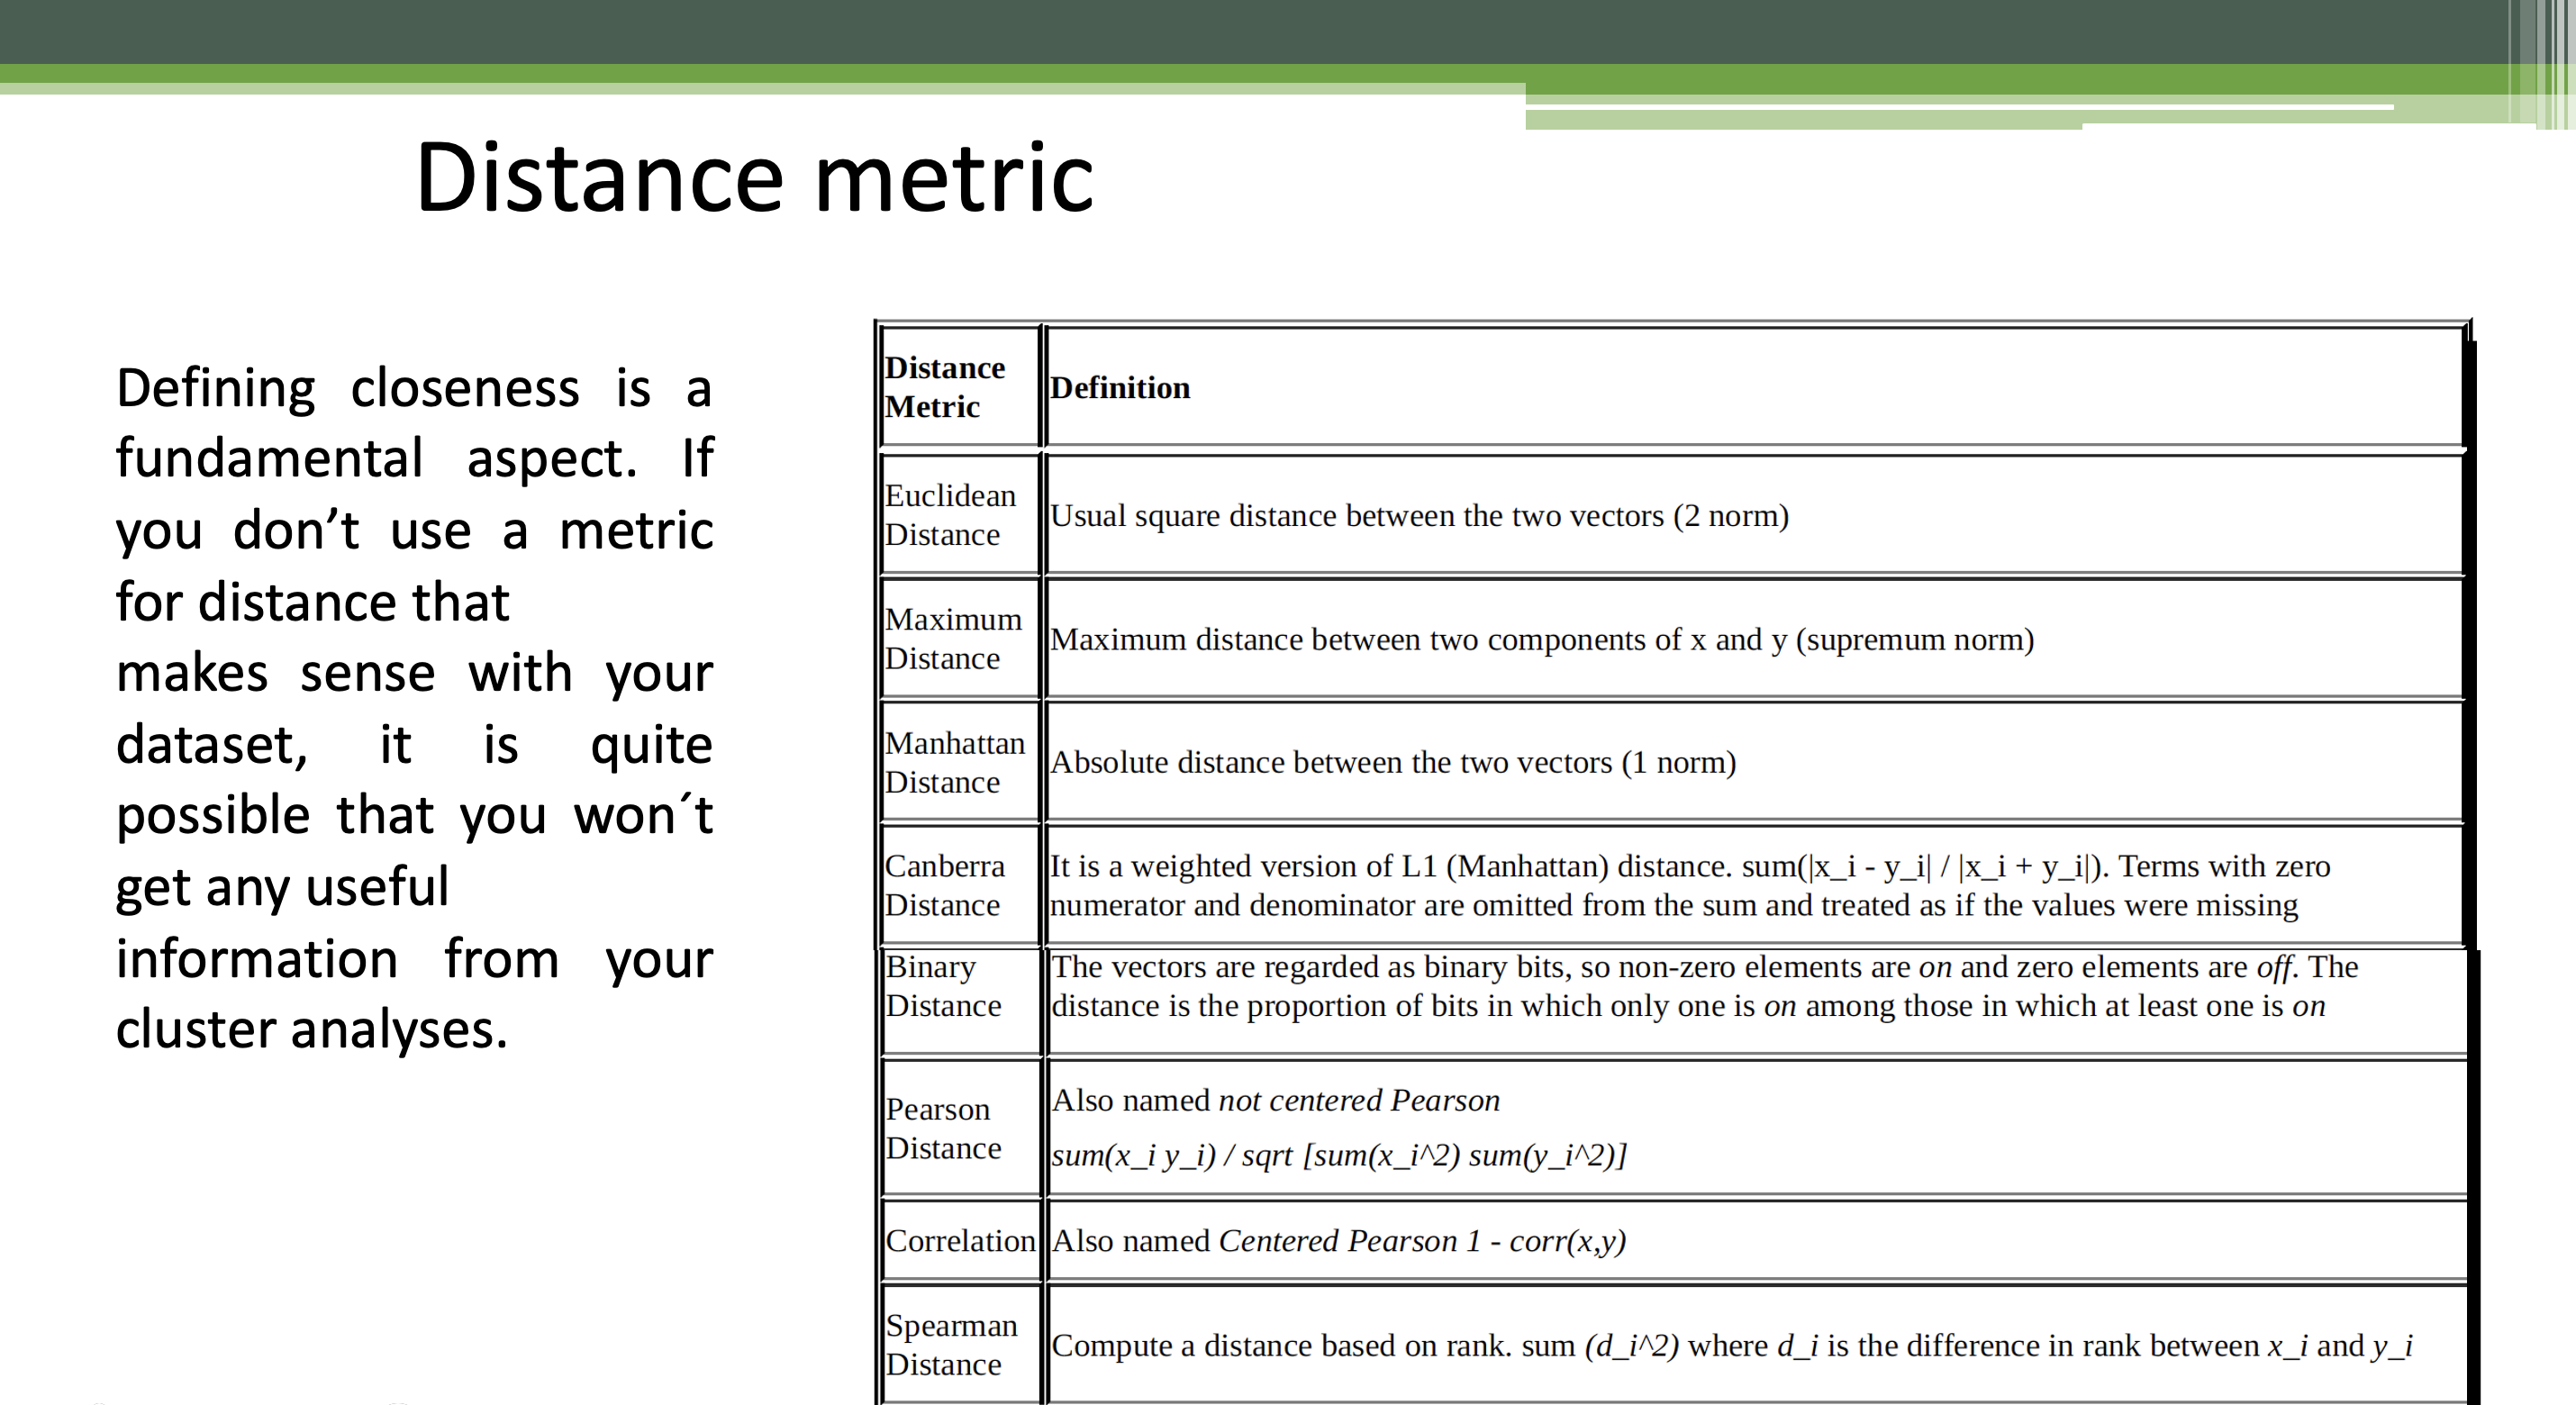 Distance metric
Defining closeness is a
fundamental aspect. If
you don’t use a metric
for distance that
makes sense with your
dataset, it is quite
possible that you won´t
get any useful
information from your
cluster analyses.
Distance
Metric
Definition
Euclidean
Distance
Usual square distance between the two vectors (2 norm)
Maximum
Distance
Maximum distance between two components of x and y (supremum norm)
Manhattan
Distance
Absolute distance between the two vectors (1 norm)
Canberra
Distance
It is a weighted version of L1 (Manhattan) distance. sum(|x_i - y_i| / |x_i + y_i|). Terms with zero
numerator and denominator are omitted from the sum and treated as if the values were missing
Binary
Distance
The vectors are regarded as binary bits, so non-zero elements are on and zero elements are off. The
distance is the proportion of bits in which only one is on among those in which at least one is on
Pearson
Distance
Also named not centered Pearson
sum(x_i y_i) / sqrt [sum(x_i^2) sum(y_i^2)]
Correlation
Also named Centered Pearson 1 - corr(x,y)
Spearman
Distance
Compute a distance based on rank. sum (d_i^2) where d_i is the difference in rank between x_i and y_i